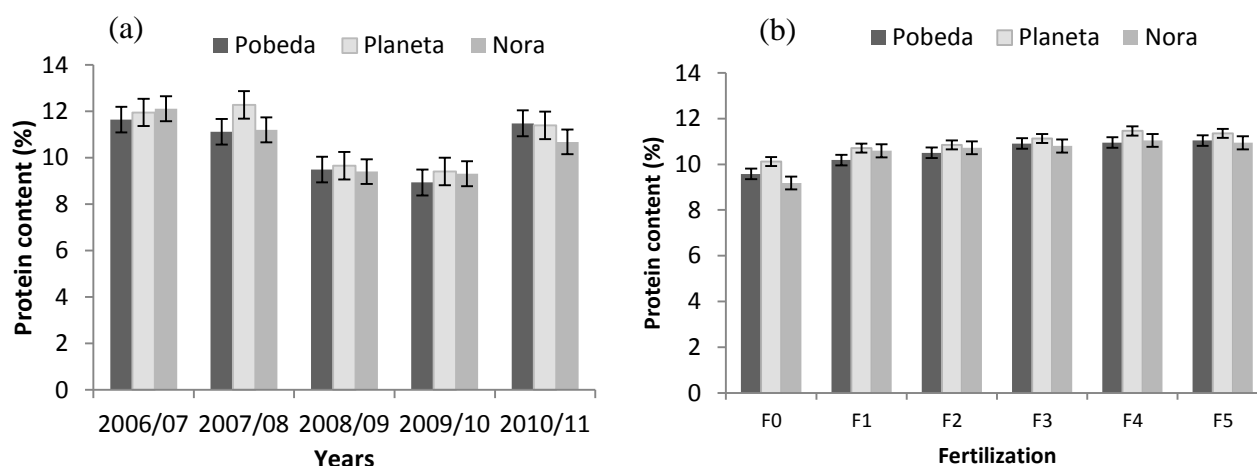 (a)
Pobeda Planeta Nora
Protein content (%)
14
12
10
8
6
4
2
0
2006/07 2007/08 2008/09 2009/10 2010/11
Years
(b)
Pobeda Planeta Nora
Protein content (%)
14
12
10
8
6
4
2
0
F0 F1 F2 F3 F4 F5
Fertilization